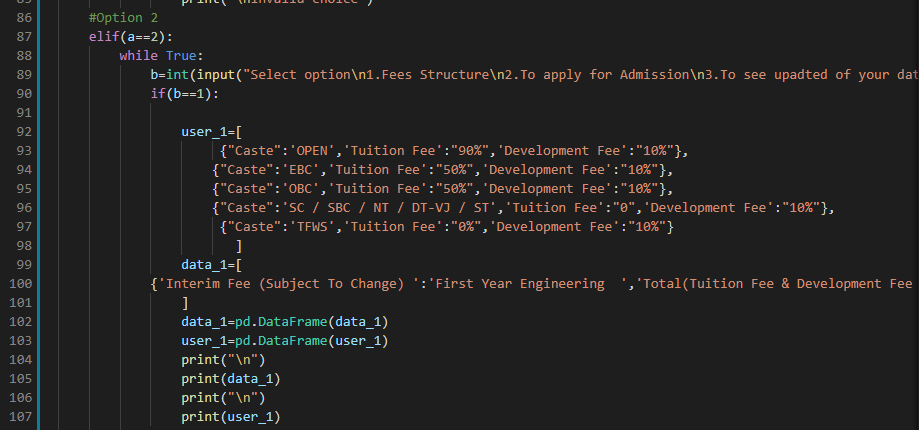 85 print("\ninvalid choice")
86 #Option 2
87 elif(a==2):
88 while True:
89 b=int(input("Select option\n1.Fees Structure\n2.To apply for Admission\n3.To see upadted of your dat
90 if(b==1):
91
92 user_1=[
93 {"Caste":'OPEN','Tuition Fee':"90%",'Development Fee':"10%"},
94 {"Caste":'EBC','Tuition Fee':"50%",'Development Fee':"10%"},
95 {"Caste":'OBC','Tuition Fee':"50%",'Development Fee':"10%"},
96 {"Caste":'SC / SBC / NT / DT-VJ / ST','Tuition Fee':"0",'Development Fee':"10%"},
97 {"Caste":'TFWS','Tuition Fee':"0%",'Development Fee':"10%"}
98 ]
99 data_1=[
100 {'Interim Fee (Subject To Change) ':'First Year Engineering  ','Total(Tuition Fee & Development Fee
101 ]
102 data_1=pd.DataFrame(data_1)
103 user_1=pd.DataFrame(user_1)
104 print("\n")
105 print(data_1)
106 print("\n")
107 print(user_1)